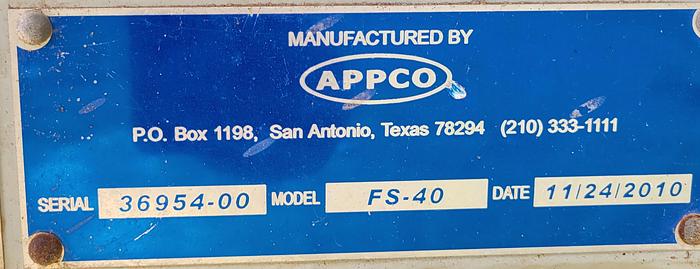 MANUFACTURED BY
APPCO
P.O. Box 1198, San Antonio, Texas 78294 (210) 333-1111
SERIAL 36954-00 MODEL FS-40 DATE 11/24/2010